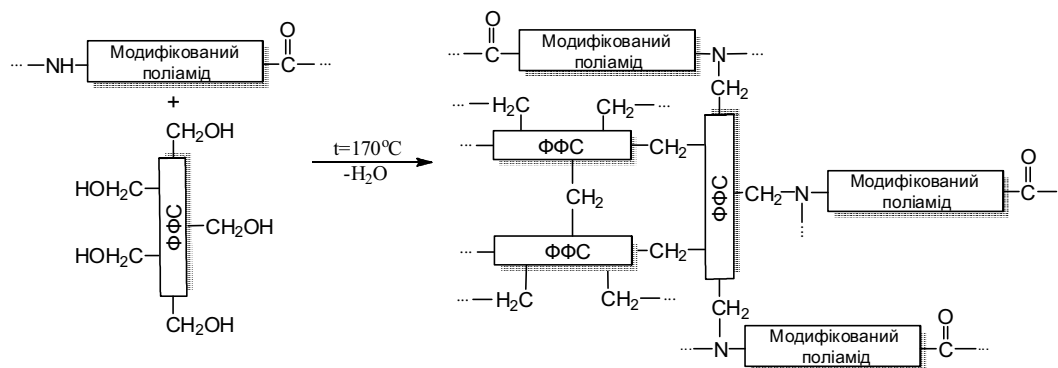 O
··· —NH— Модифікований поліамід —C— ···
+
CH2OH
HOH2C
ФФС
CH2OH
HOH2C
CH2OH
t=170°C
-H2O
O
··· —C— Модифікований поліамід —N— ···
CH2
··· —H2C CH2— ···
··· ФФС —CH2— ФФС —CH2—N— Модифікований поліамід —C—
O
···
CH2
··· ФФС —CH2
··· —H2C CH2— ···
CH2
O
··· —N— Модифікований поліамід —C— ···